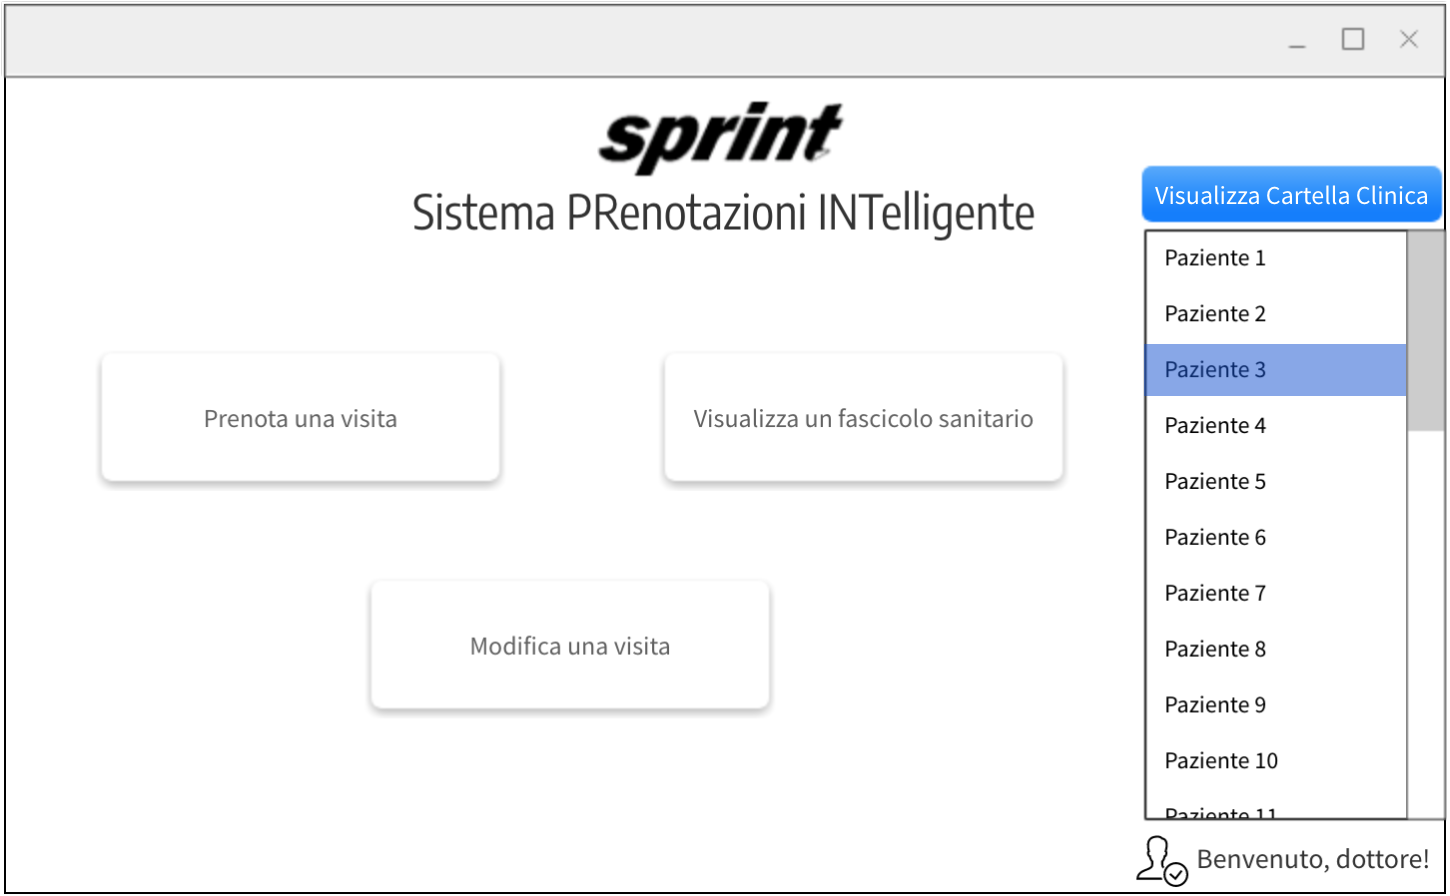 sprint
Sistema PRenotazioni INTelligente
Visualizza Cartella Clinica
Prenota una visita
Visualizza un fascicolo sanitario
Modifica una visita
Paziente 1
Paziente 2
Paziente 3
Paziente 4
Paziente 5
Paziente 6
Paziente 7
Paziente 8
Paziente 9
Paziente 10
Paziente 11
Benvenuto, dottore!